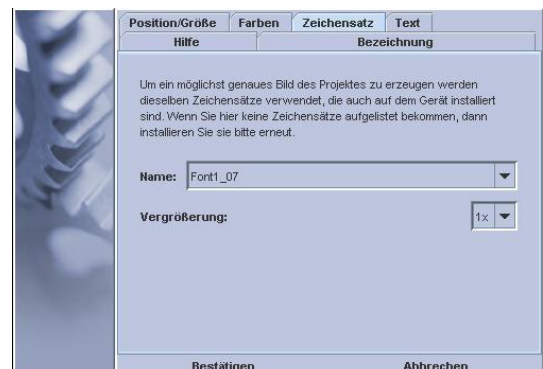 Position/Größe Farben Zeichensatz Text
Hilfe Bezeichnung
Um ein möglichst genaues Bild des Projektes zu erzeugen werden
dieselben Zeichensätze verwendet, die auch auf dem Gerät installiert
sind. Wenn Sie hier keine Zeichensätze aufgelistet bekommen, dann
installieren Sie sie bitte erneut.
Name: Font1_07
Vergrößerung: 1x
Bestätigen Abbrechen